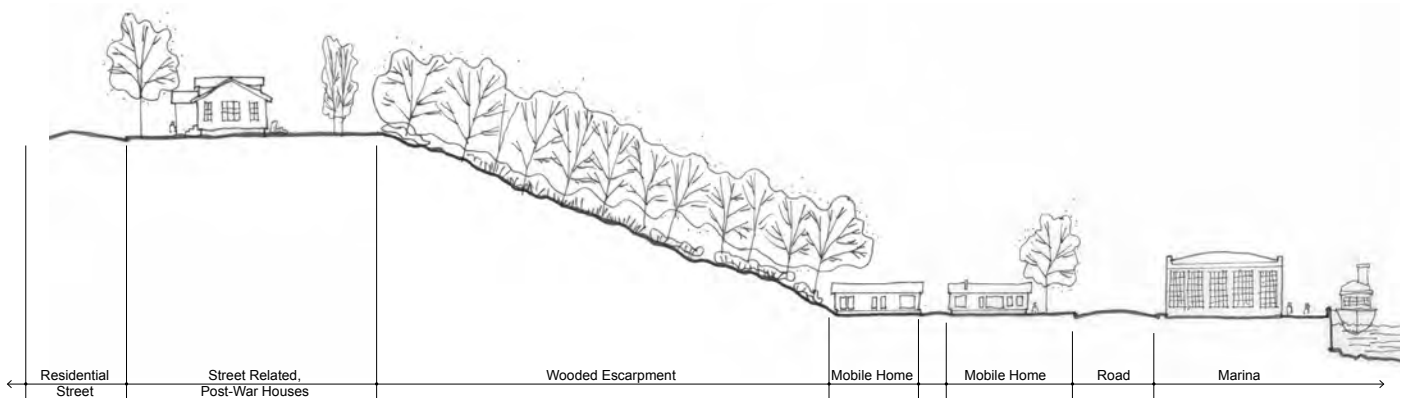 Residential
Street
Street Related,
Post-War Houses
Wooded Escarpment
Mobile Home
Mobile Home
Road
Marina